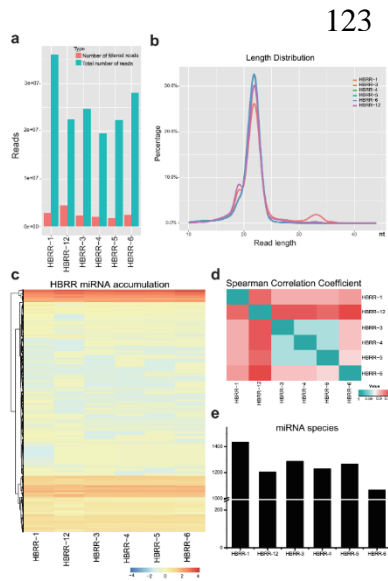 123
a
Type
Number of filtered reads
Total number of reads
Reads
3e+07
2e+07
1e+07
0e+00
HBRR-1
HBRR-12
HBRR-3
HBRR-4
HBRR-5
HBRR-6
b
Length Distribution
HBRR-1
HBRR-3
HBRR-4
HBRR-5
HBRR-6
HBRR-12
Percentage
20.0%
10.0%
0.0%
10
20
30
40
nt
Read length
c
HBRR miRNA accumulation
HBRR-1
HBRR-12
HBRR-3
HBRR-4
HBRR-5
HBRR-6
-4
-2
0
2
4
d
Spearman Correlation Coefficient
HBRR-1
HBRR-12
HBRR-3
HBRR-4
HBRR-5
HBRR-6
HBRR-1
HBRR-12
HBRR-3
HBRR-4
HBRR-6
Value
e
miRNA species
1400
1200
1000
200
0
HBRR-1
HBRR-12
HBRR-3
HBRR-4
HBRR-5
HBRR-6